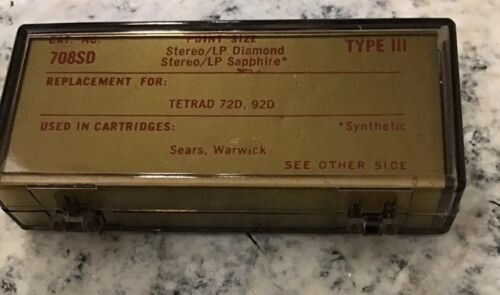 CAT. NO. POINT SIZE TYPE III
708SD Stereo/LP Diamond
Stereo/LP Sapphire*
REPLACEMENT FOR:
TETRAD 72D, 92D
USED IN CARTRIDGES: *Synthetic
Sears, Warwick
SEE OTHER SIDE